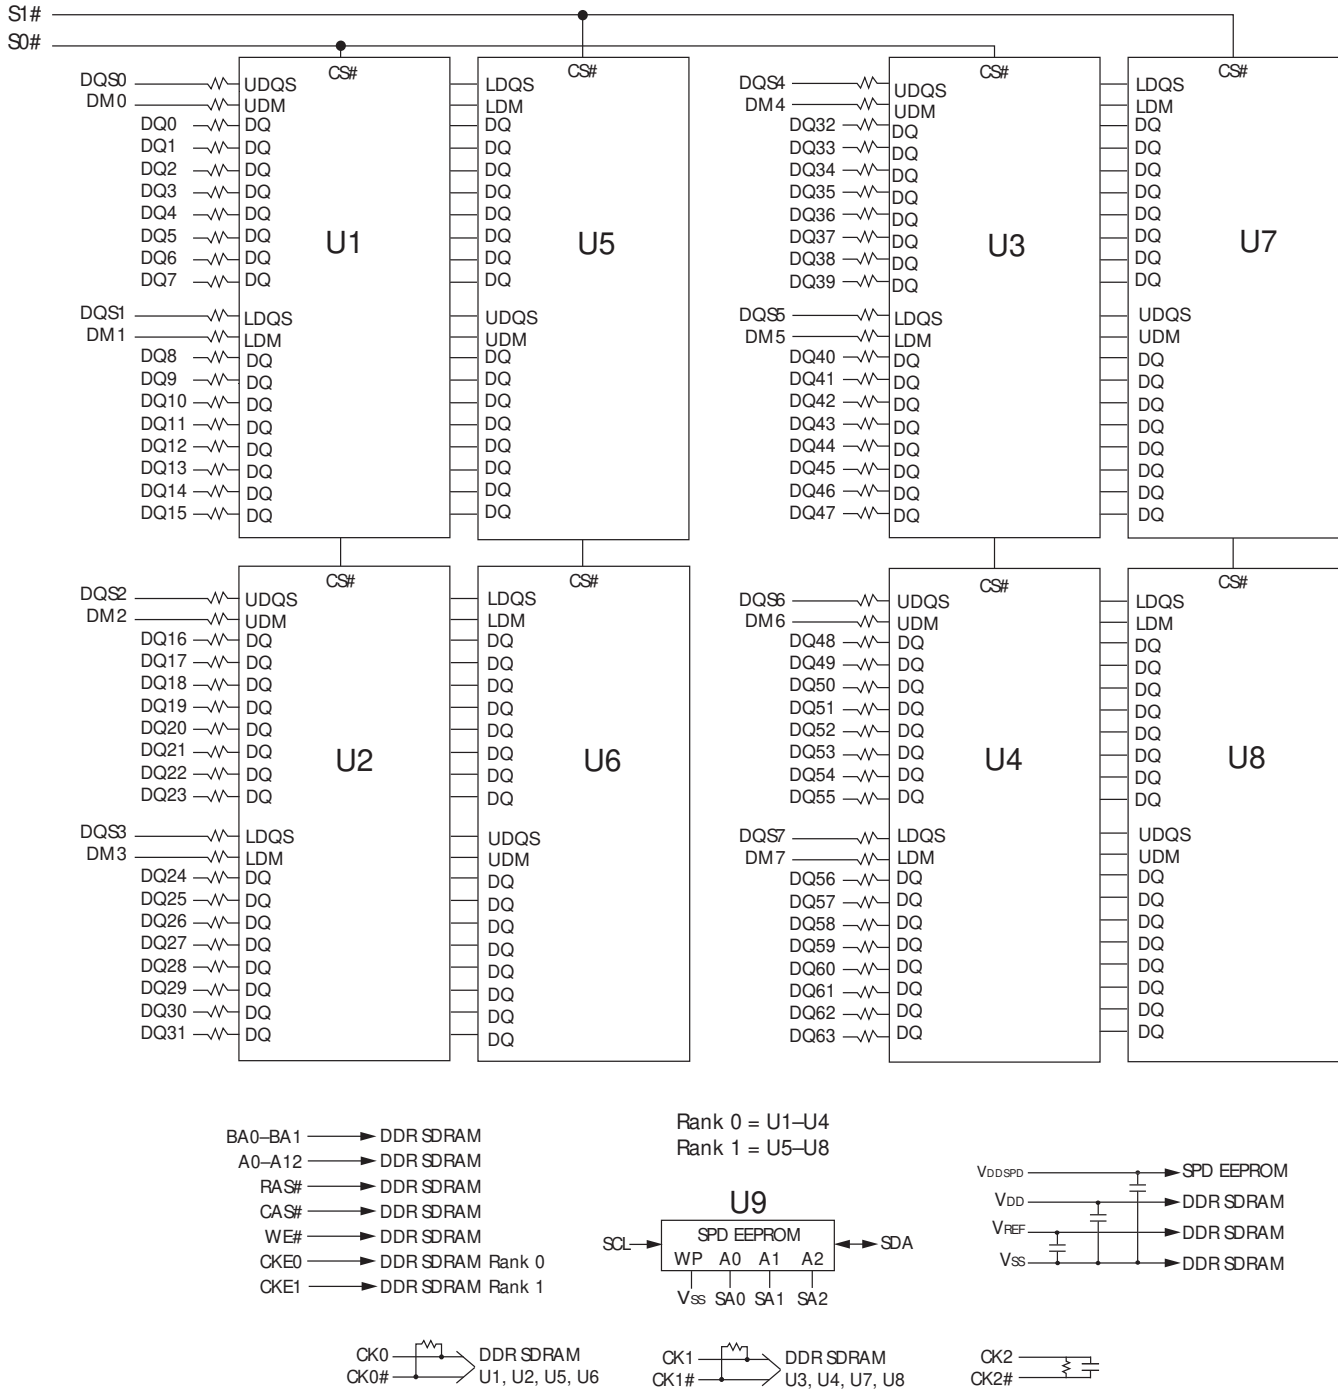 S1#
S0#
CS#
DQS0 UDQS
DM0 UDM
DQ0 DQ
DQ1 DQ
DQ2 DQ
DQ3 DQ
DQ4 DQ
DQ5 DQ
DQ6 DQ
DQ7 DQ
U1
DQS1 LDQS
DM1 LDM
DQ8 DQ
DQ9 DQ
DQ10 DQ
DQ11 DQ
DQ12 DQ
DQ13 DQ
DQ14 DQ
DQ15 DQ
CS#
LDQS
LDM
DQ
DQ
DQ
DQ
DQ
DQ
DQ
DQ
U5
UDQS
UDM
DQ
DQ
DQ
DQ
DQ
DQ
DQ
DQ
CS#
DQS4 UDQS
DM4 UDM
DQ32 DQ
DQ33 DQ
DQ34 DQ
DQ35 DQ
DQ36 DQ
DQ37 DQ
DQ38 DQ
DQ39 DQ
U3
DQS5 LDQS
DM5 LDM
DQ40 DQ
DQ41 DQ
DQ42 DQ
DQ43 DQ
DQ44 DQ
DQ45 DQ
DQ46 DQ
DQ47 DQ
CS#
LDQS
LDM
DQ
DQ
DQ
DQ
DQ
DQ
DQ
DQ
U7
UDQS
UDM
DQ
DQ
DQ
DQ
DQ
DQ
DQ
DQ
CS#
DQS2 UDQS
DM2 UDM
DQ16 DQ
DQ17 DQ
DQ18 DQ
DQ19 DQ
DQ20 DQ
DQ21 DQ
DQ22 DQ
DQ23 DQ
U2
DQS3 LDQS
DM3 LDM
DQ24 DQ
DQ25 DQ
DQ26 DQ
DQ27 DQ
DQ28 DQ
DQ29 DQ
DQ30 DQ
DQ31 DQ
CS#
LDQS
LDM
DQ
DQ
DQ
DQ
DQ
DQ
DQ
DQ
U6
UDQS
UDM
DQ
DQ
DQ
DQ
DQ
DQ
DQ
DQ
CS#
DQS6 UDQS
DM6 UDM
DQ48 DQ
DQ49 DQ
DQ50 DQ
DQ51 DQ
DQ52 DQ
DQ53 DQ
DQ54 DQ
DQ55 DQ
U4
DQS7 LDQS
DM7 LDM
DQ56 DQ
DQ57 DQ
DQ58 DQ
DQ59 DQ
DQ60 DQ
DQ61 DQ
DQ62 DQ
DQ63 DQ
CS#
LDQS
LDM
DQ
DQ
DQ
DQ
DQ
DQ
DQ
DQ
U8
UDQS
UDM
DQ
DQ
DQ
DQ
DQ
DQ
DQ
DQ
BA0–BA1 DDR SDRAM
A0–A12 DDR SDRAM
RAS# DDR SDRAM
CAS# DDR SDRAM
WE# DDR SDRAM
CKE0 DDR SDRAM Rank 0
CKE1 DDR SDRAM Rank 1
Rank 0 = U1–U4
Rank 1 = U5–U8
U9
SPD EEPROM
SCL SDA
WP A0 A1 A2
VSS SA0 SA1 SA2
VDDSPD SPD EEPROM
VDD DDR SDRAM
VREF DDR SDRAM
VSS DDR SDRAM
CK0 DDR SDRAM
CK0# U1, U2, U5, U6
CK1 DDR SDRAM
CK1# U3, U4, U7, U8
CK2
CK2#